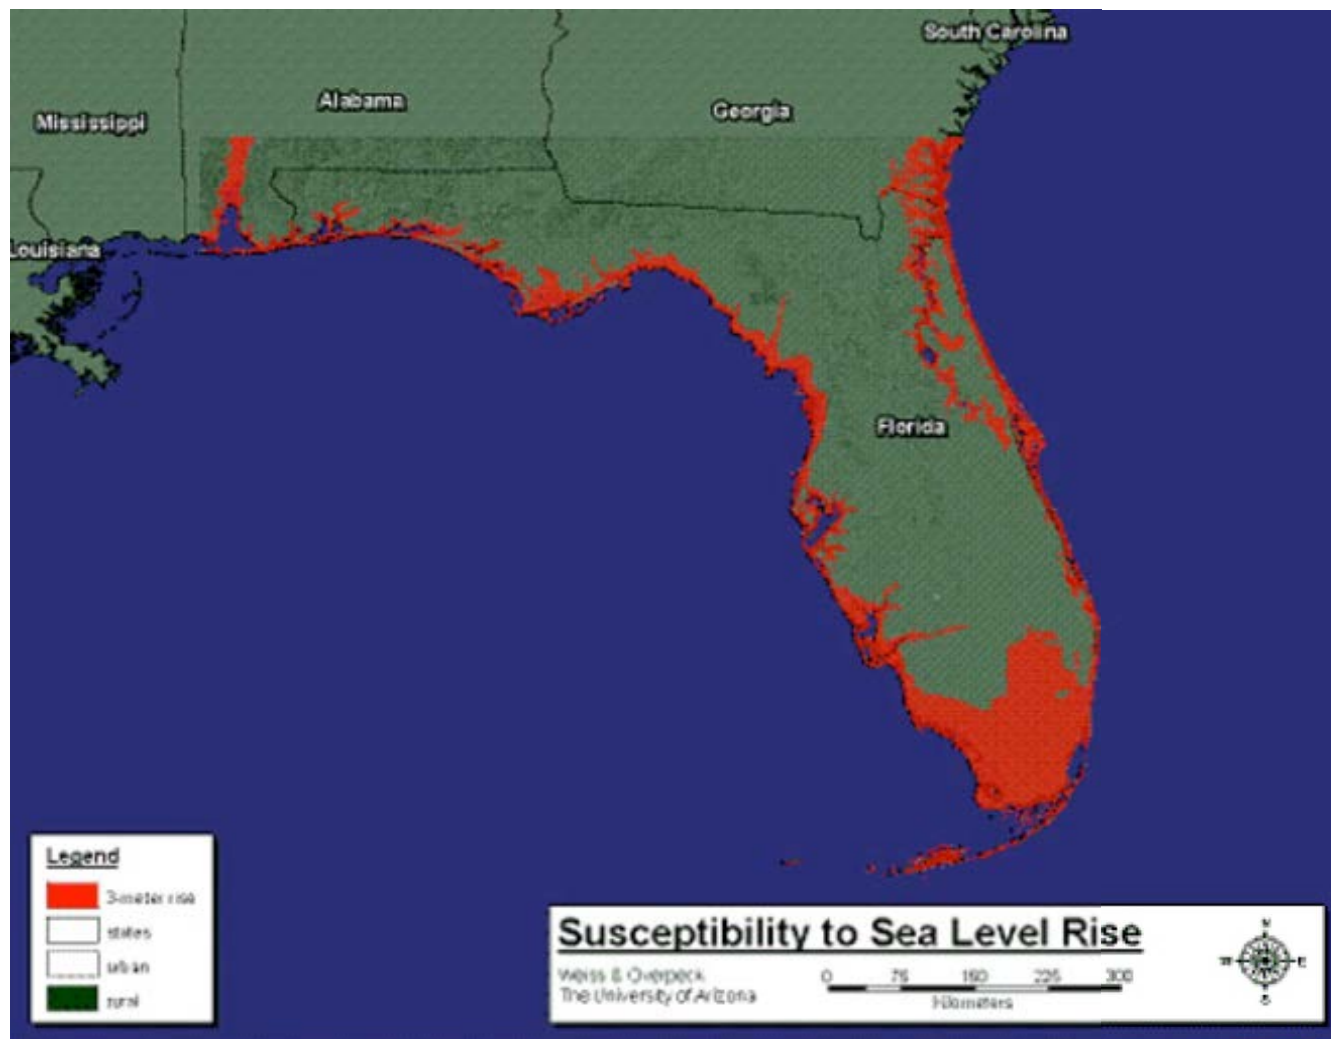 South Carolina
Alabama
Georgia
Mississippi
Louisiana
Florida
Legend
3-meter rise
states
urban
rural
Susceptibility to Sea Level Rise
Weiss & Overpeck
The University of Arizona
0 75 150 225 300
Kilometers
N
W E
S